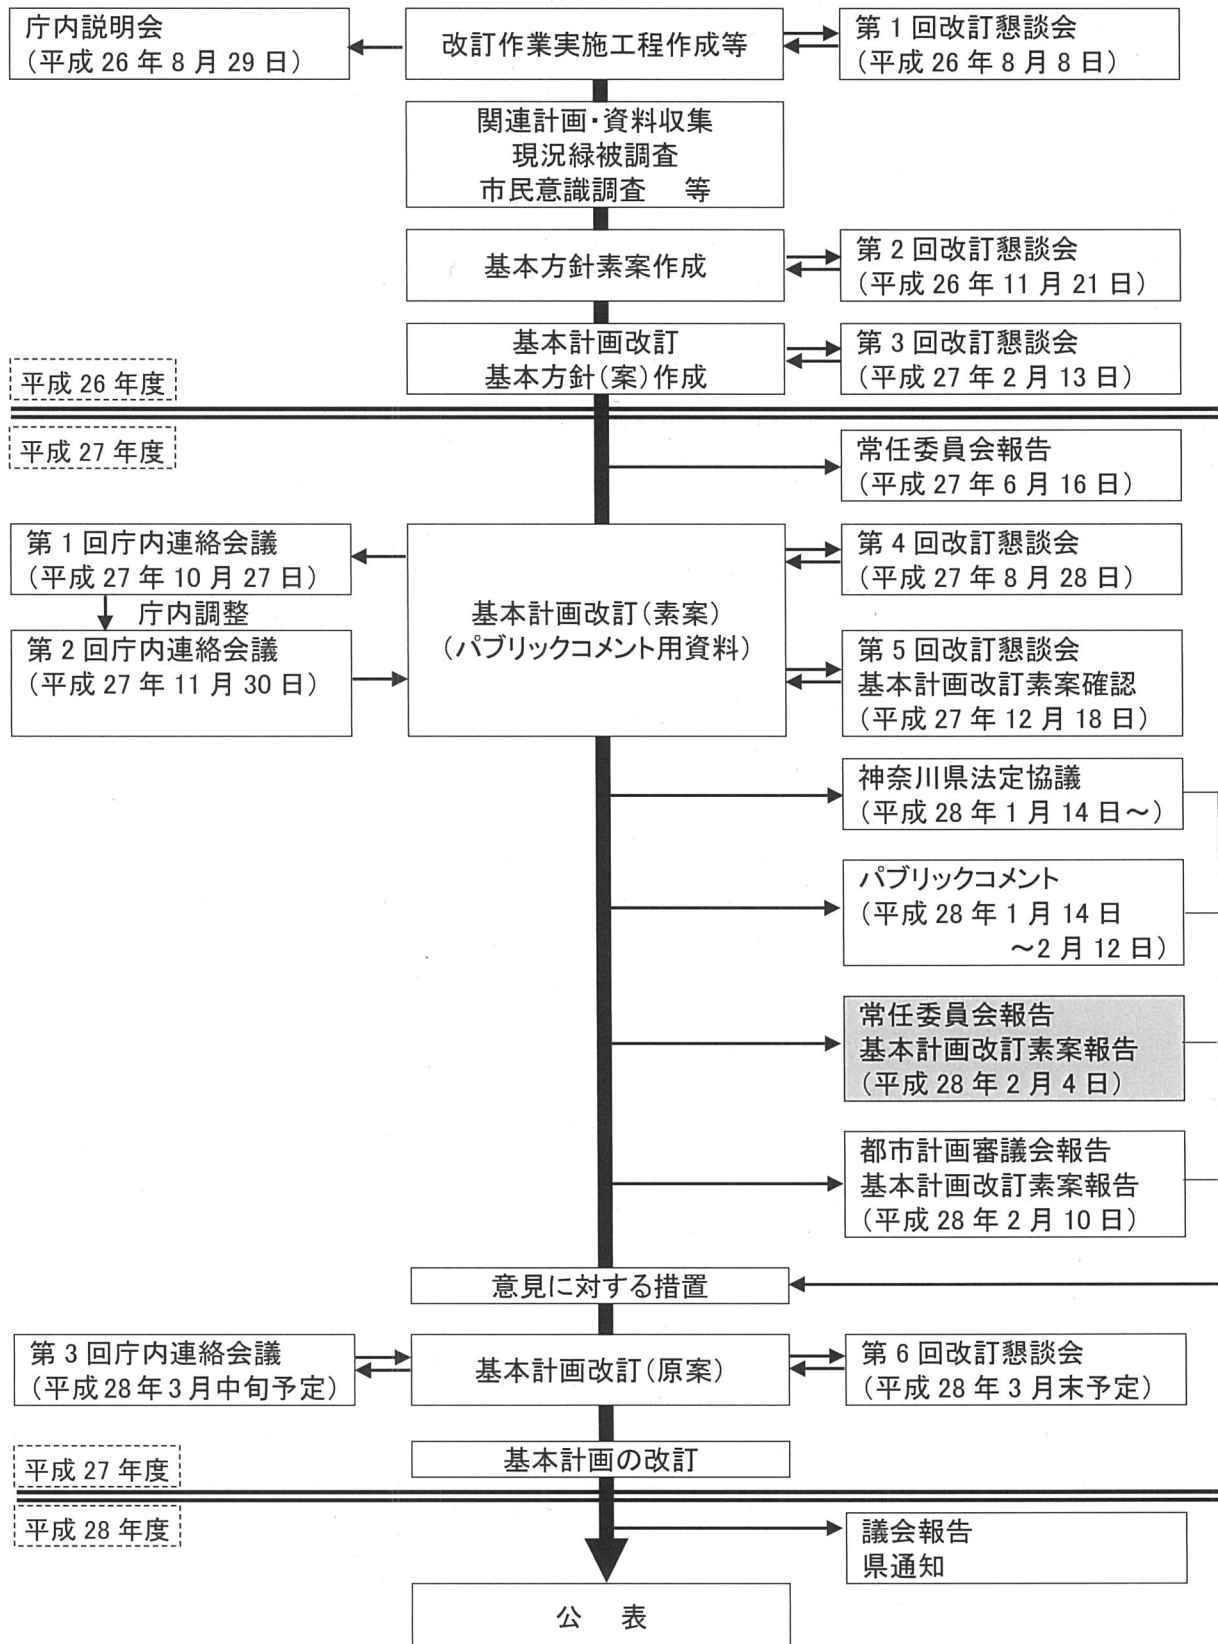 庁内説明会
(平成 26 年 8 月 29 日)
改訂作業実施工程作成等
第 1 回改訂懇談会
(平成 26 年 8 月 8 日)
関連計画・資料収集
現況緑被調査
市民意識調査 等
基本方針素案作成
第 2 回改訂懇談会
(平成 26 年 11 月 21 日)
基本計画改訂
基本方針(案)作成
第 3 回改訂懇談会
(平成 27 年 2 月 13 日)
平成 26 年度
平成 27 年度
常任委員会報告
(平成 27 年 6 月 16 日)
第 1 回庁内連絡会議
(平成 27 年 10 月 27 日)
庁内調整
第 2 回庁内連絡会議
(平成 27 年 11 月 30 日)
基本計画改訂(素案)
(パブリックコメント用資料)
第 4 回改訂懇談会
(平成 27 年 8 月 28 日)
第 5 回改訂懇談会
基本計画改訂素案確認
(平成 27 年 12 月 18 日)
神奈川県法定協議
(平成 28 年 1 月 14 日～)
パブリックコメント
(平成 28 年 1 月 14 日
～2 月 12 日)
常任委員会報告
基本計画改訂素案報告
(平成 28 年 2 月 4 日)
都市計画審議会報告
基本計画改訂素案報告
(平成 28 年 2 月 10 日)
意見に対する措置
第 3 回庁内連絡会議
(平成 28 年 3 月中旬予定)
基本計画改訂(原案)
第 6 回改訂懇談会
(平成 28 年 3 月末予定)
基本計画の改訂
平成 27 年度
平成 28 年度
議会報告
県通知
公 表